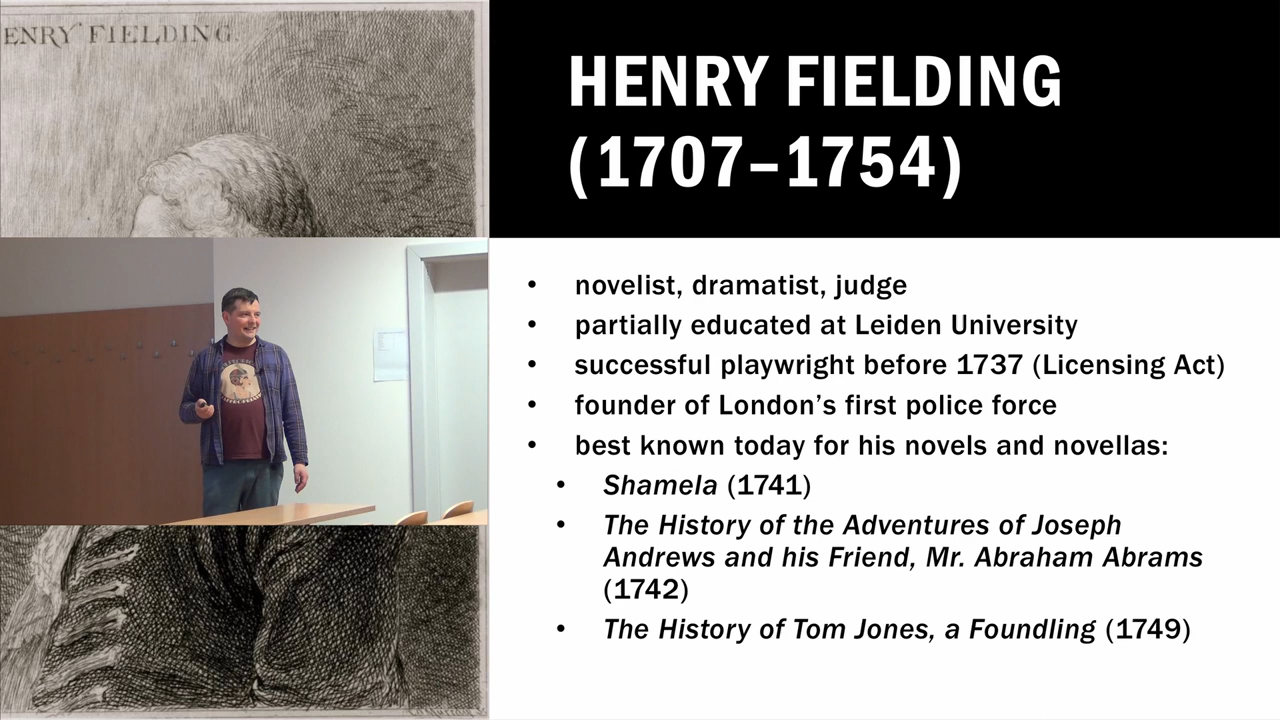 ENRY FIELDING.
HENRY FIELDING
(1707–1754)
• novelist, dramatist, judge
• partially educated at Leiden University
• successful playwright before 1737 (Licensing Act)
• founder of London’s first police force
• best known today for his novels and novellas:
• Shamela (1741)
• The History of the Adventures of Joseph
Andrews and his Friend, Mr. Abraham Abrams
(1742)
• The History of Tom Jones, a Foundling (1749)